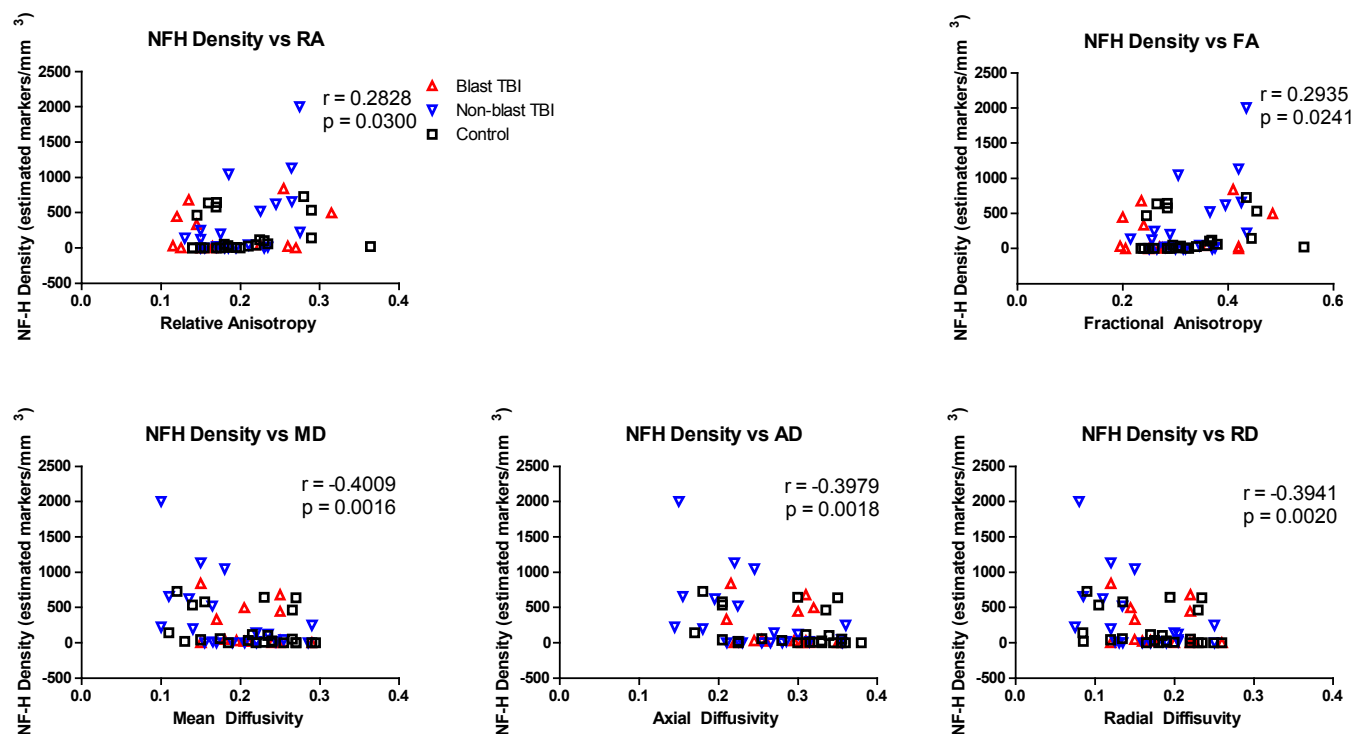 NFH Density vs RA
NF-H Density (estimated markers/mm 3)
2500
2000
1500
1000
500
0
-500
0.0 0.1 0.2 0.3 0.4
Relative Anisotropy
r = 0.2828
p = 0.0300
Blast TBI
Non-blast TBI
Control
NFH Density vs FA
NF-H Density (estimated markers/mm 3)
2500
2000
1500
1000
500
0
-500
0.0 0.2 0.4 0.6
Fractional Anisotropy
r = 0.2935
p = 0.0241
NFH Density vs MD
NF-H Density (estimated markers/mm 3)
2500
2000
1500
1000
500
0
-500
0.0 0.1 0.2 0.3 0.4
Mean Diffusivity
r = -0.4009
p = 0.0016
NFH Density vs AD
NF-H Density (estimated markers/mm 3)
2500
2000
1500
1000
500
0
-500
0.0 0.1 0.2 0.3 0.4
Axial Diffusivity
r = -0.3979
p = 0.0018
NFH Density vs RD
NF-H Density (estimated markers/mm 3)
2500
2000
1500
1000
500
0
-500
0.0 0.1 0.2 0.3 0.4
Radial Diffisuvity
r = -0.3941
p = 0.0020